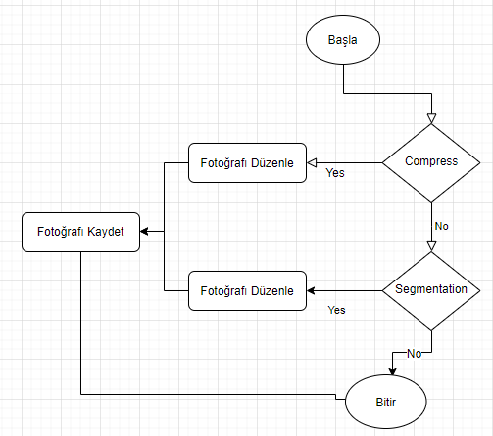 Başla
Compress
Fotoğrafı Düzenle
Yes
No
Fotoğrafı Kaydet
Segmentation
Fotoğrafı Düzenle
Yes
No
Bitir